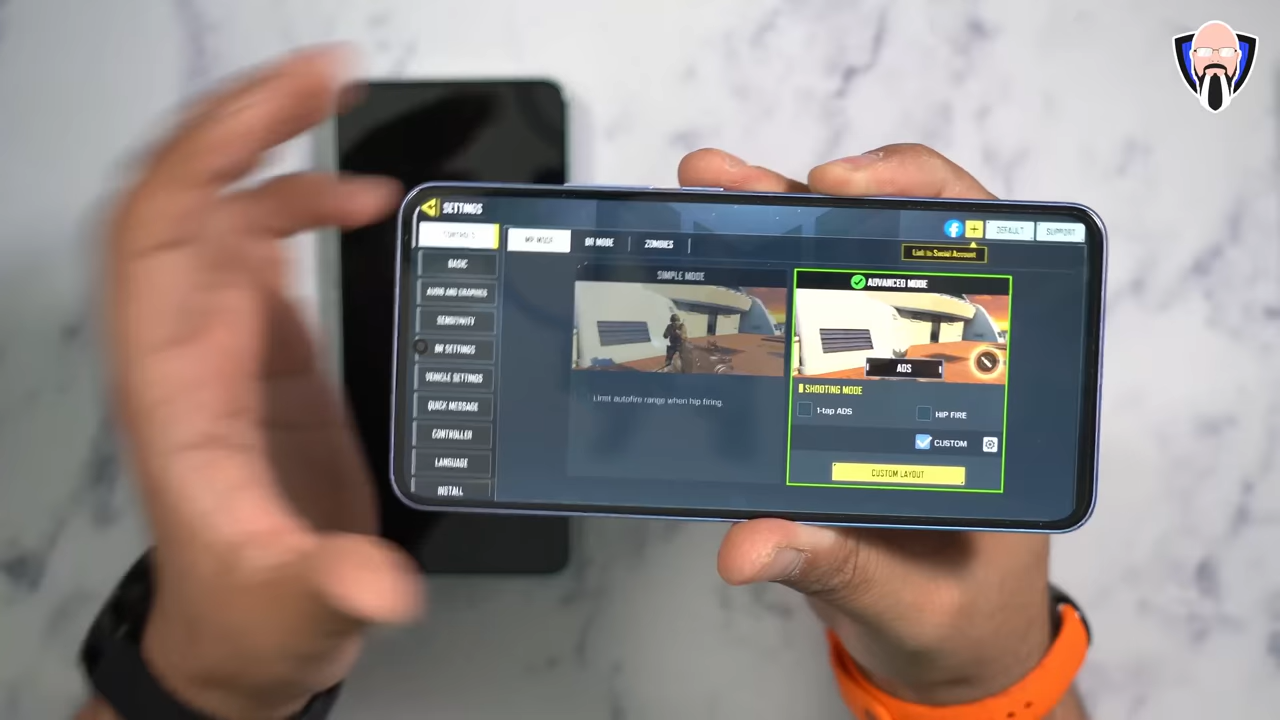 SETTINGS
DEFAULT
SUPPORT
Link to Social Account
CONTROLS
MP MODE
BR MODE
ZOMBIES
BASIC
AUDIO AND GRAPHICS
SENSITIVITY
BR SETTINGS
VEHICLE SETTINGS
QUICK MESSAGE
CONTROLLER
LANGUAGE
INSTALL
SIMPLE MODE
Limit autofire range when hip firing.
ADVANCED MODE
ADS
SHOOTING MODE
1-tap ADS
HIP FIRE
CUSTOM
CUSTOM LAYOUT